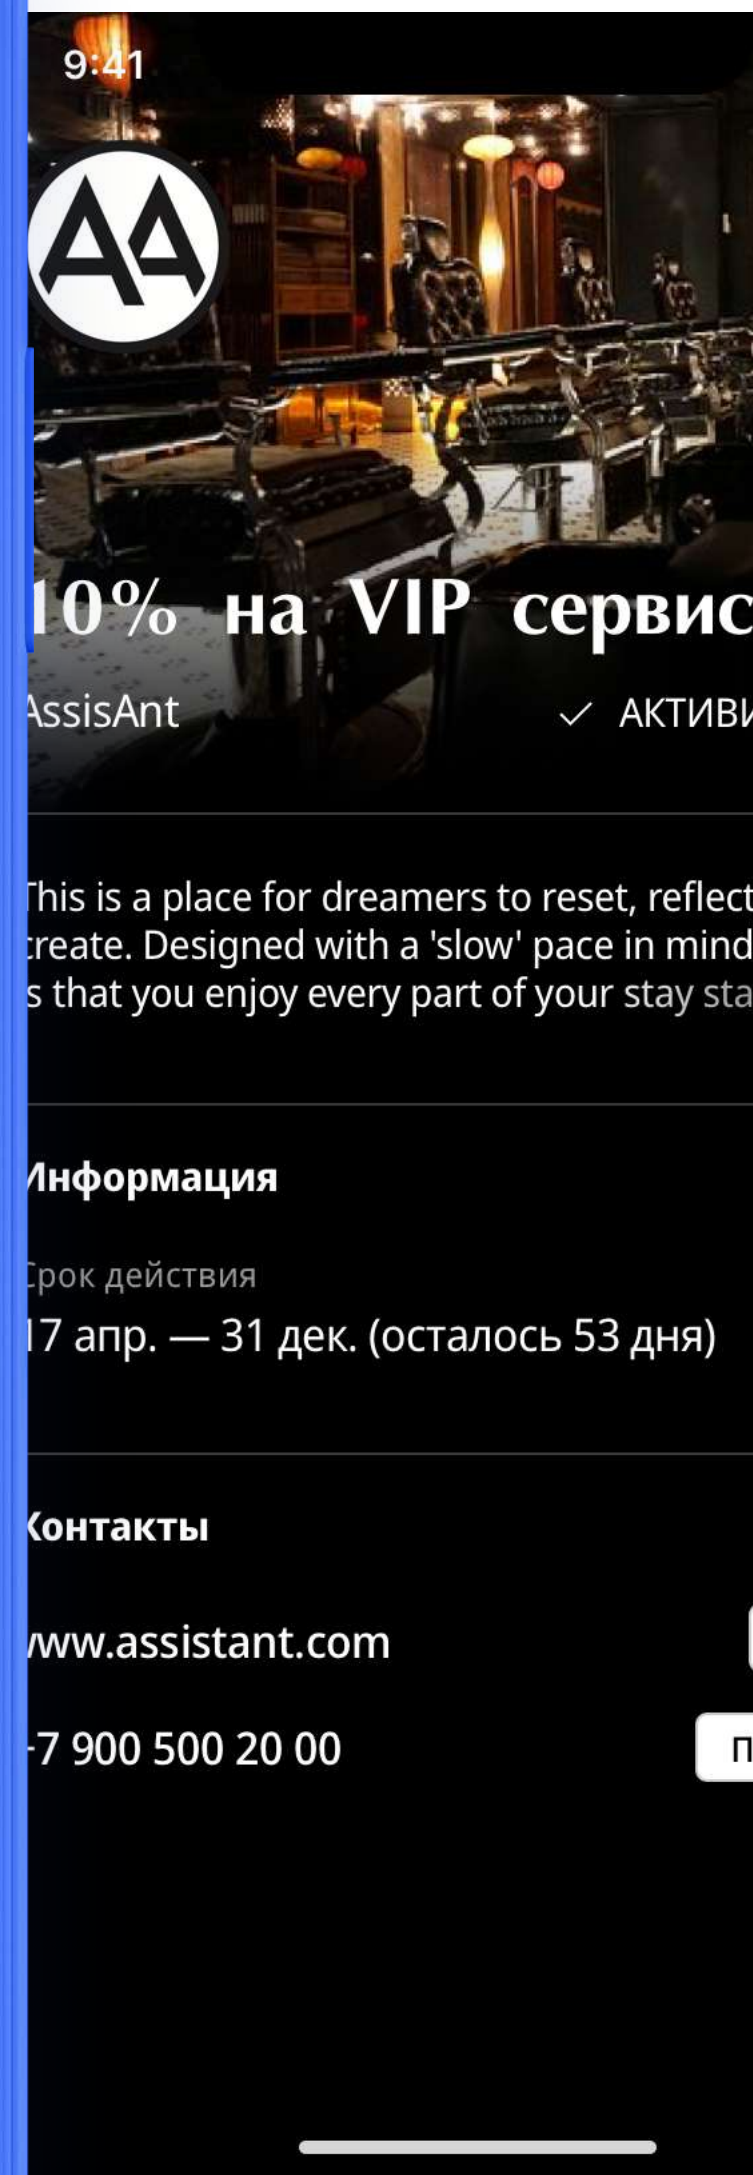 9:41
AA
10% на VIP сервис
AssisAnt
АКТИВИ
This is a place for dreamers to reset, reflect
create. Designed with a 'slow' pace in mind
is that you enjoy every part of your stay sta
Информация
Срок действия
17 апр. — 31 дек. (осталось 53 дня)
Контакты
www.assistant.com
+7 900 500 20 00
П